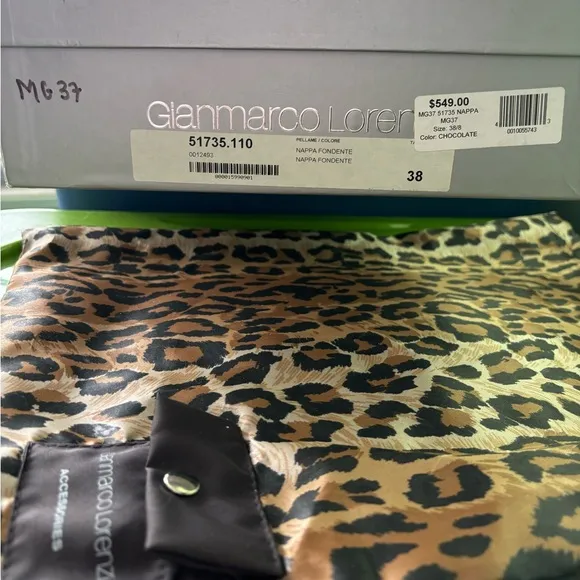 MG37
Gianmarco Loren
$549.00
MG37 51735 NAPPA
MG37
Size: 38/8
Color: CHOCOLATE
0010055743
51735.110
0012493
000015990901
PELLAME / COLORE
NAPPA FONDENTE
NAPPA FONDENTE
38
marco Lorenz
ACCESSORIES